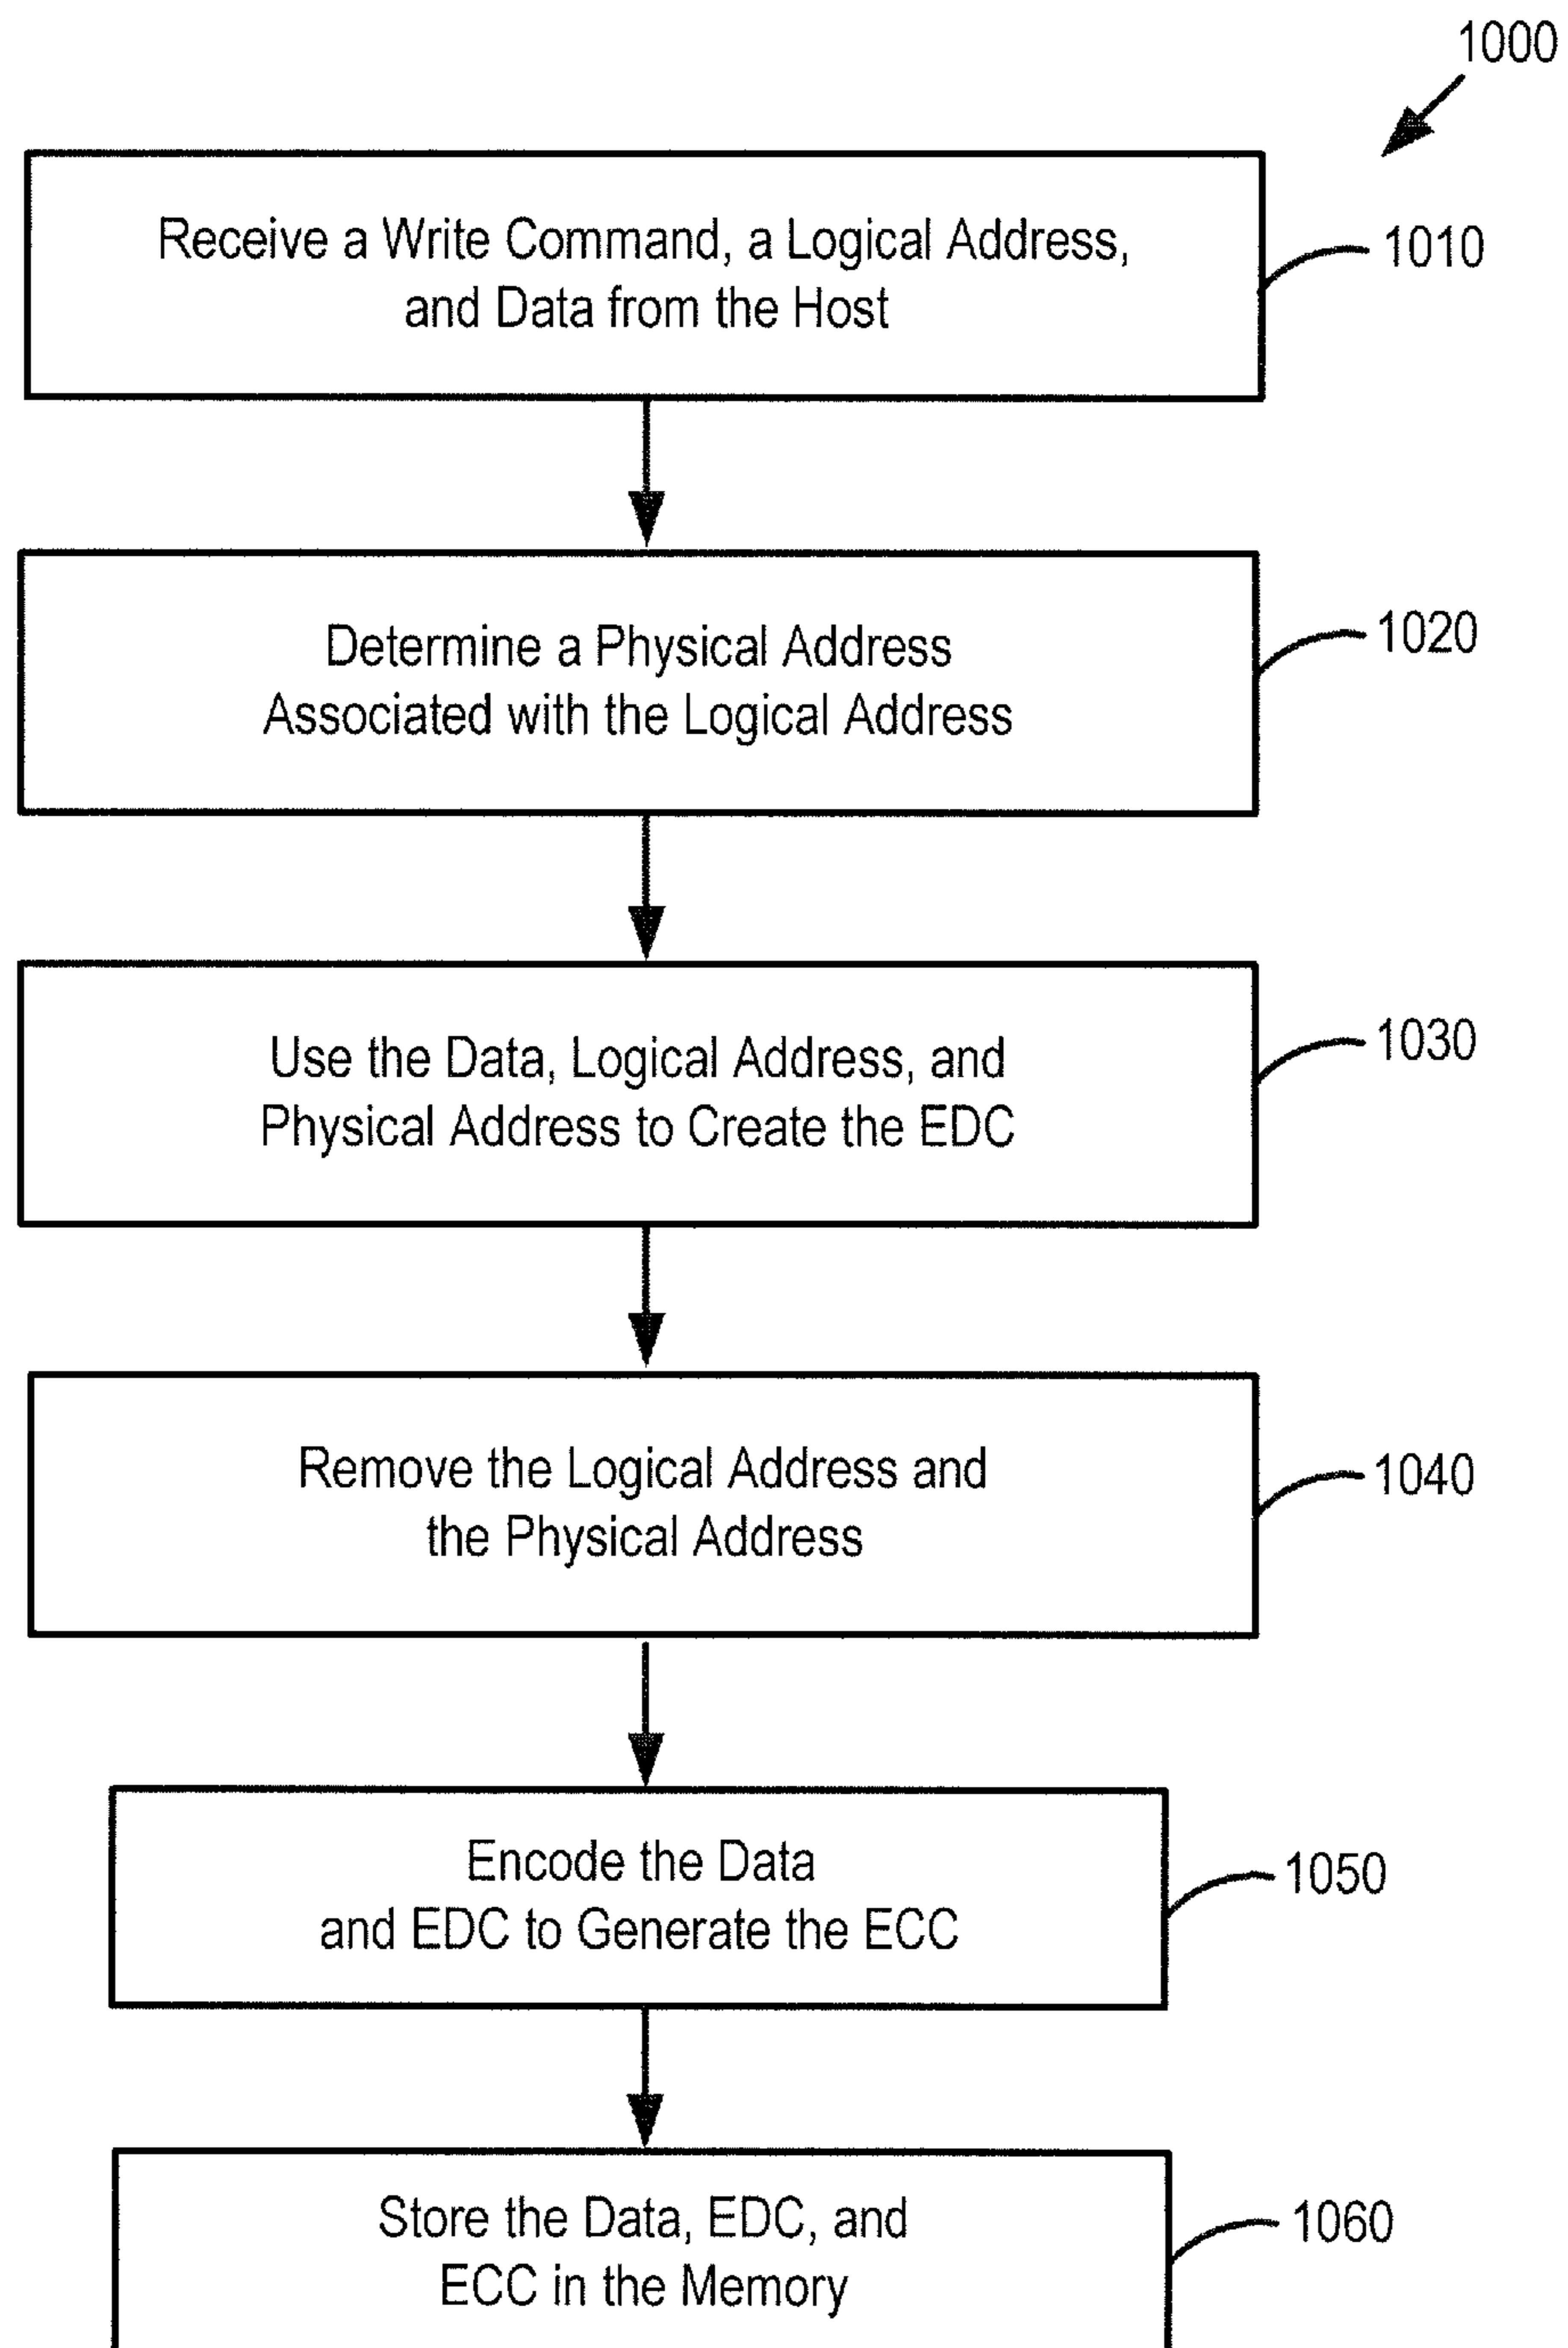 1000
Receive a Write Command, a Logical Address,
and Data from the Host
1010
Determine a Physical Address
Associated with the Logical Address
1020
Use the Data, Logical Address, and
Physical Address to Create the EDC
1030
Remove the Logical Address and
the Physical Address
1040
Encode the Data
and EDC to Generate the ECC
1050
Store the Data, EDC, and
ECC in the Memory
1060